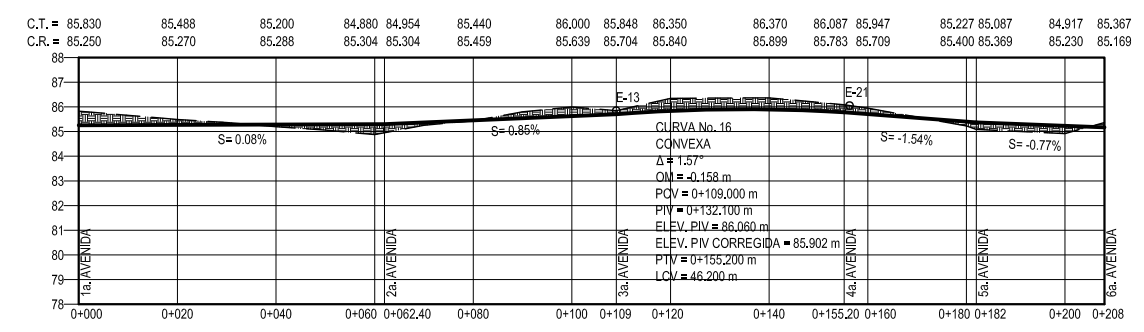 C.T. = 85.830 85.488 85.200 84.880 84.954 85.440 86.000 85.848 86.350 86.370 86.087 85.947 85.227 85.087 84.917 85.367
C.R. = 85.250 85.270 85.288 85.304 85.304 85.459 85.639 85.704 85.840 85.899 85.783 85.709 85.400 85.369 85.230 85.169
88
87
86
85
84
83
82
81
80
79
78
E-13
E-21
S= 0.08%
S= 0.85%
S= -1.54%
S= -0.77%
CURVA No. 16
CONVEXA
Δ = 1.57°
OM = -0.158 m
PCV = 0+109.000 m
PIV = 0+132.100 m
ELEV. PIV = 86.060 m
ELEV. PIV CORREGIDA = 85.902 m
PTV = 0+155.200 m
LCV = 46.200 m
1a. AVENIDA
2a. AVENIDA
3a. AVENIDA
4a. AVENIDA
5a. AVENIDA
6a. AVENIDA
0+000 0+020 0+040 0+060 0+062.40 0+080 0+100 0+109 0+120 0+140 0+155.20 0+160 0+180 0+182 0+200 0+208